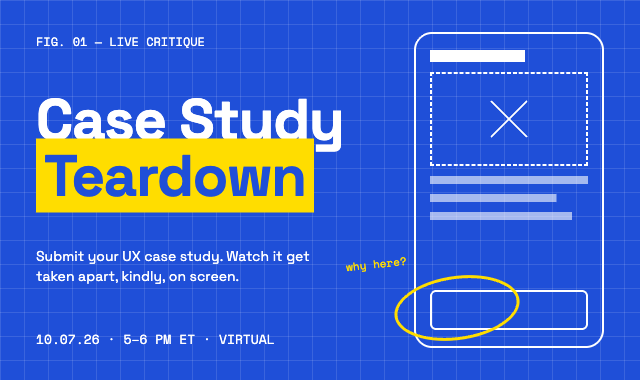 FIG. 01 — LIVE CRITIQUE
Case Study
Teardown
Submit your UX case study. Watch it get
taken apart, kindly, on screen.
why here?
10.07.26 · 5–6 PM ET · VIRTUAL